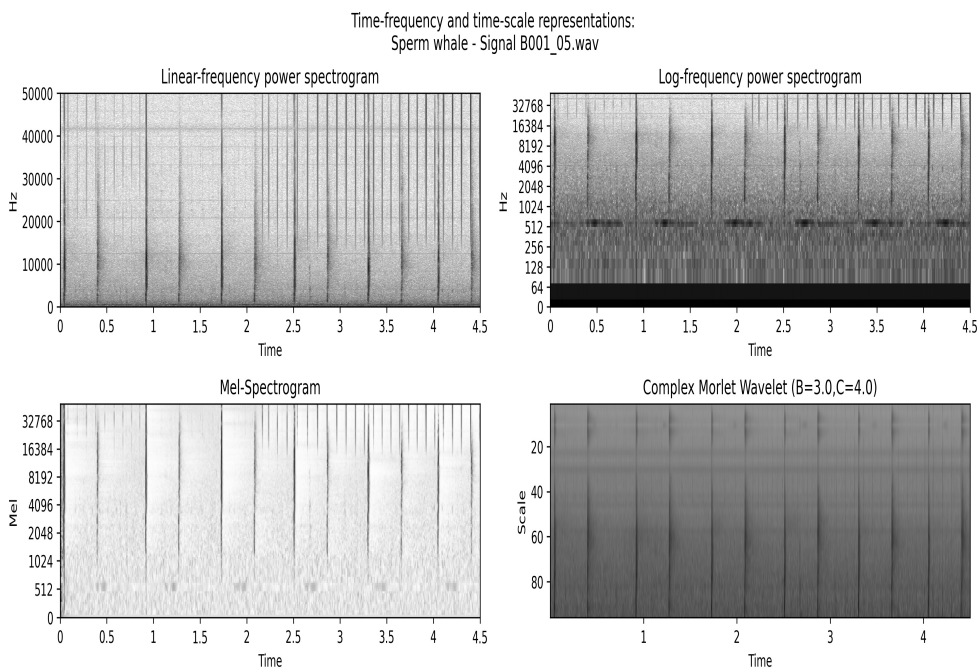 Time-frequency and time-scale representations:
Sperm whale - Signal B001_05.wav
Linear-frequency power spectrogram
50000
40000
30000
20000
10000
0
Hz
0 0.5 1 1.5 2 2.5 3 3.5 4 4.5
Time
Log-frequency power spectrogram
32768
16384
8192
4096
2048
1024
512
256
128
64
0
Hz
0 0.5 1 1.5 2 2.5 3 3.5 4 4.5
Time
Mel-Spectrogram
32768
16384
8192
4096
2048
1024
512
0
Mel
0 0.5 1 1.5 2 2.5 3 3.5 4 4.5
Time
Complex Morlet Wavelet (B=3.0,C=4.0)
20
40
60
80
Scale
1 2 3 4
Time